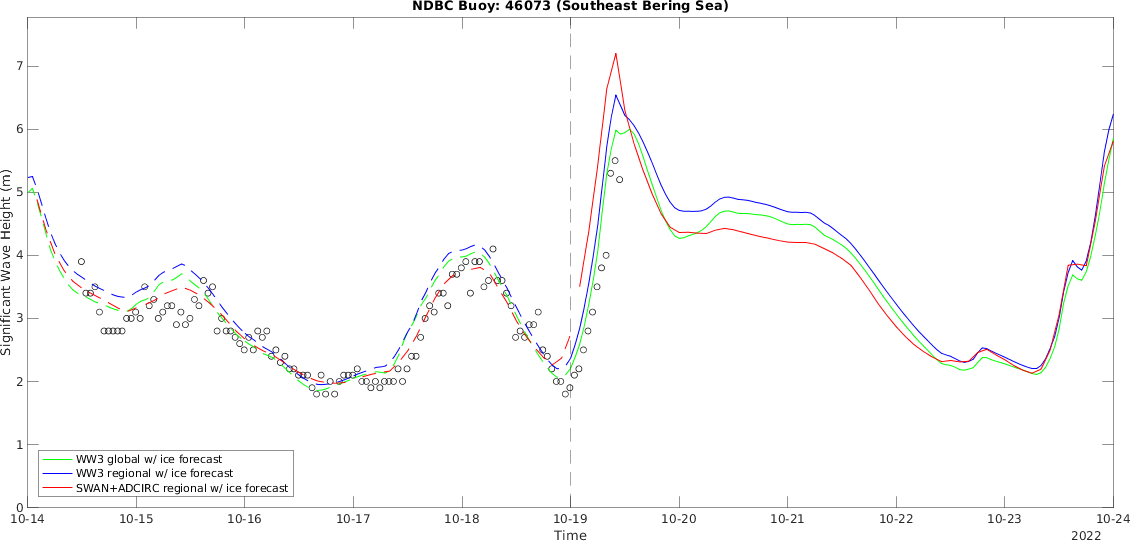 NDBC Buoy: 46073 (Southeast Bering Sea)
Significant Wave Height (m)
7
6
5
4
3
2
1
0
WW3 global w/ ice forecast
WW3 regional w/ ice forecast
SWAN+ADCIRC regional w/ ice forecast
10-14 10-15 10-16 10-17 10-18 10-19 10-20 10-21 10-22 10-23 10-24
Time
2022